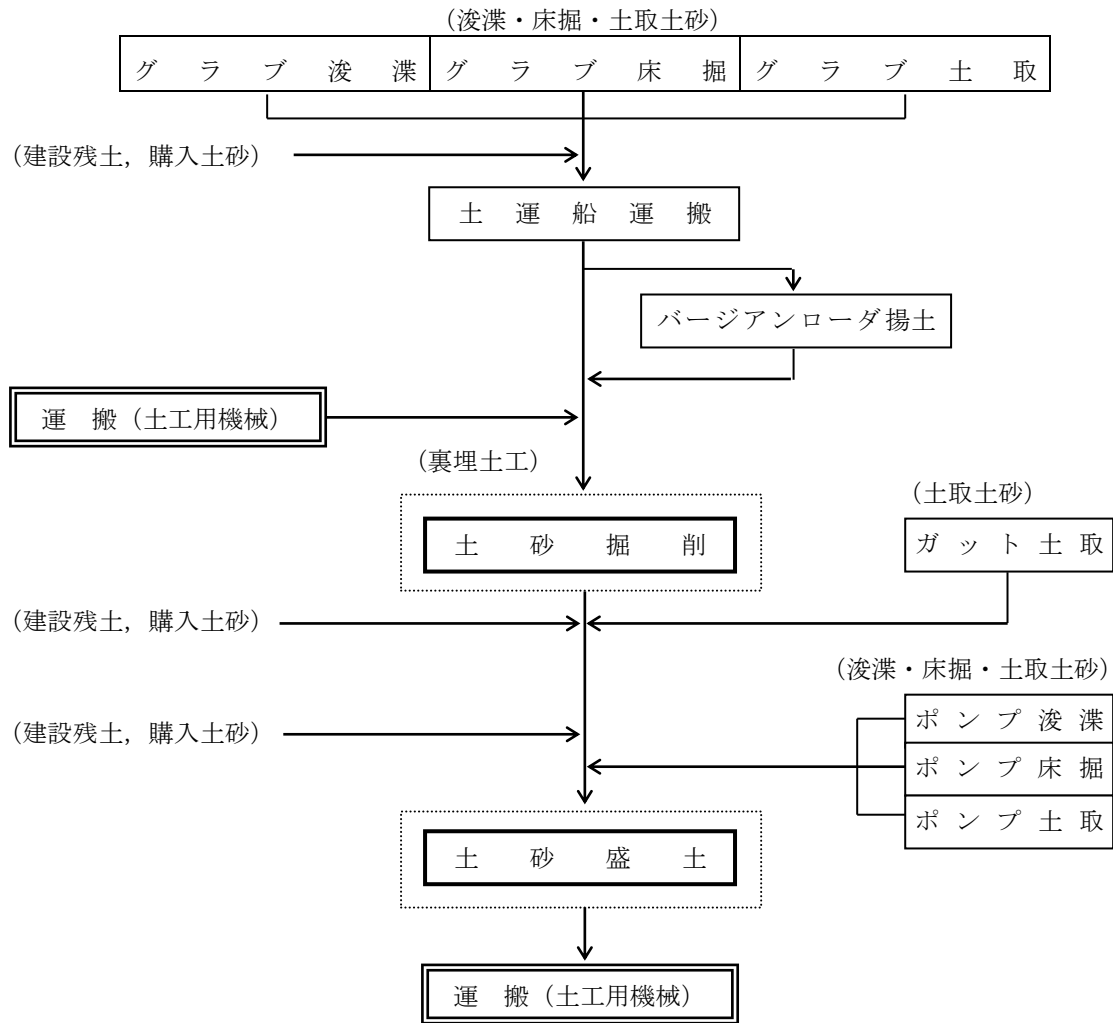 (浚渫・床掘・土取土砂)
グラブ浚渫 グラブ床掘 グラブ土取
(建設残土，購入土砂)
土運船運搬
バージアンローダ揚土
運　搬（土工用機械）
(裏埋土工)
(土取土砂)
土砂掘削
ガット土取
(建設残土，購入土砂)
(浚渫・床掘・土取土砂)
ポンプ浚渫
(建設残土，購入土砂)
ポンプ床掘
ポンプ土取
土砂盛土
運　搬（土工用機械）